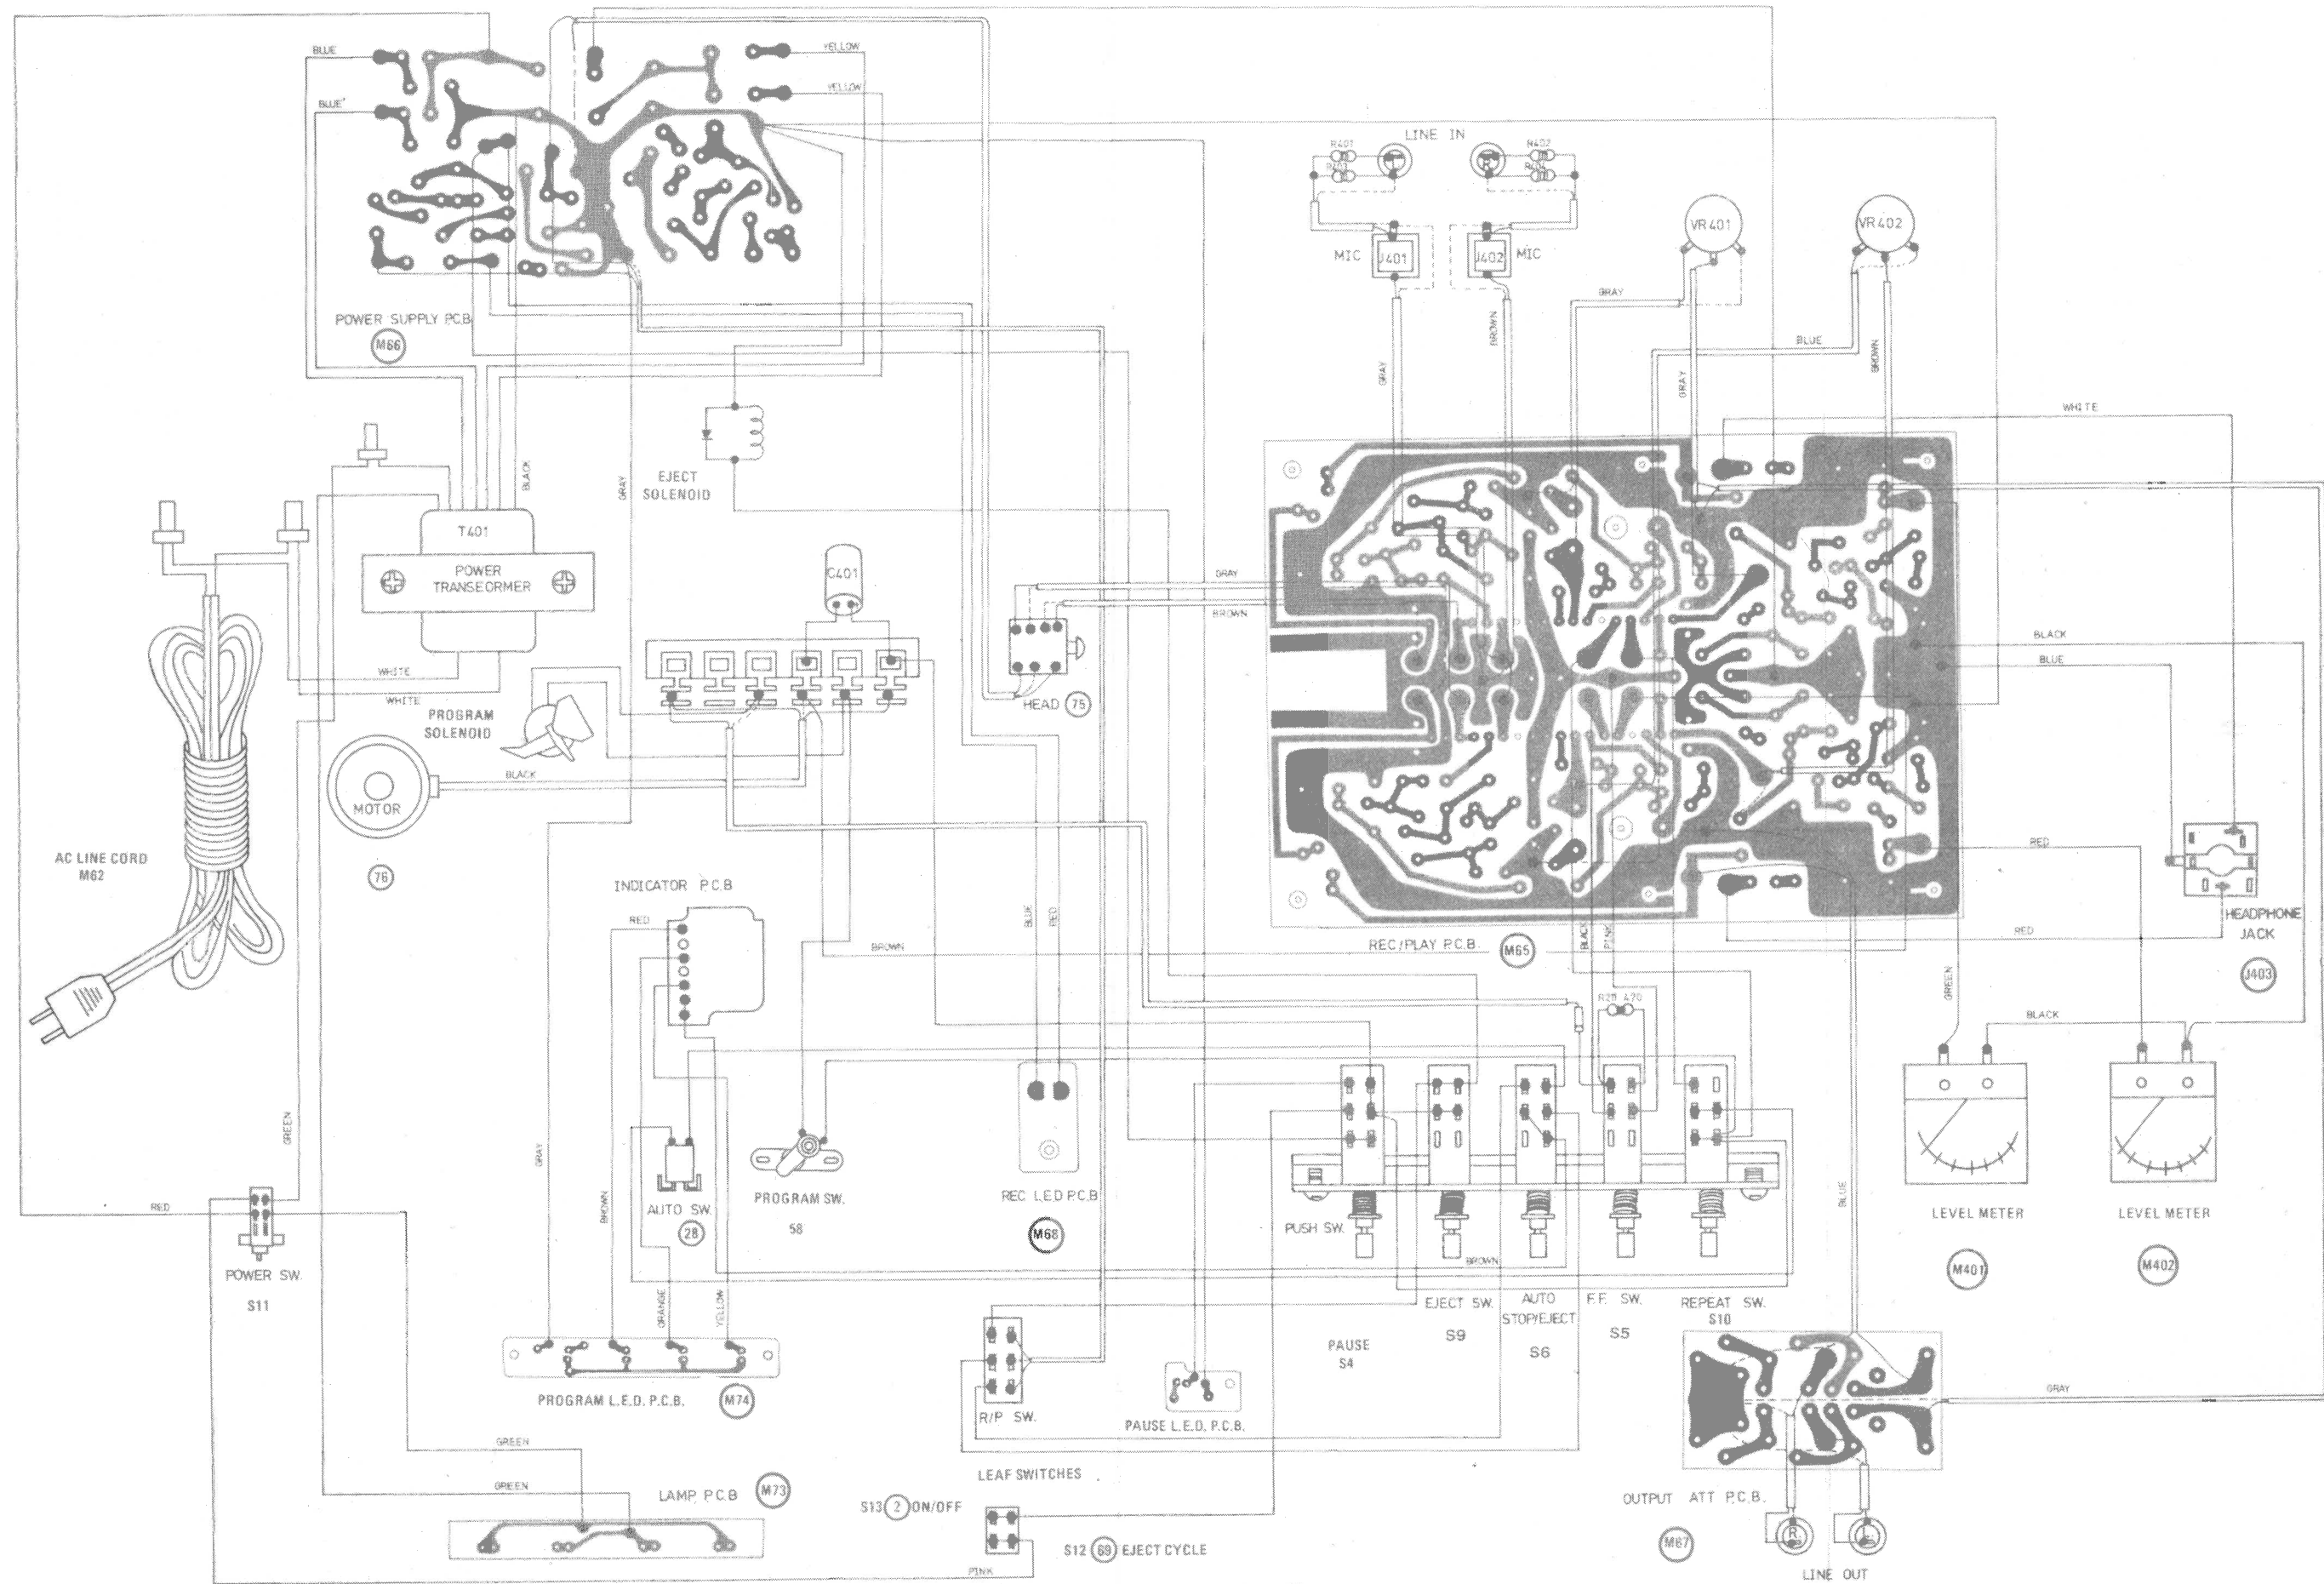 BLUE
YELLOW
YELLOW
BLUE
LINE IN
R401
R402
R403
R404
R
VR401
VR402
MIC
J401
J402
MIC
GRAY
POWER SUPPLY P.C.B
M66
BROWN
BLUE
BROWN
GRAY
GRAY
WHITE
BLACK
GRAY
EJECT
SOLENOID
T401
POWER
TRANSFORMER
C401
GRAY
BROWN
BLACK
BLUE
WHITE
WHITE
HEAD 75
PROGRAM
SOLENOID
BLACK
MOTOR
76
AC LINE CORD
M62
RED
INDICATOR P.C.B
RED
BLUE
RED
BROWN
REC/PLAY P.C.B.
M65
BLACK
PINK
RED
HEADPHONE
JACK
J403
GREEN
R2 470
BLACK
GREEN
GRAY
BROWN
RED
AUTO SW.
28
PROGRAM SW.
58
REC LED P.C.B
M68
PUSH SW.
BROWN
BLUE
LEVEL METER
LEVEL METER
M401
M402
POWER SW.
S11
ORANGE
YELLOW
EJECT SW.
S9
AUTO
STOP/EJECT
S6
F.F. SW.
S5
REPEAT SW.
S10
PAUSE
S4
PROGRAM L.E.D. P.C.B.
M74
R/P SW.
PAUSE L.E.D. P.C.B.
GRAY
GREEN
GREEN
LAMP P.C.B
M73
LEAF SWITCHES
S13 2 ON/OFF
S12 69 EJECT CYCLE
PINK
OUTPUT ATT P.C.B.
M67
R
L
LINE OUT